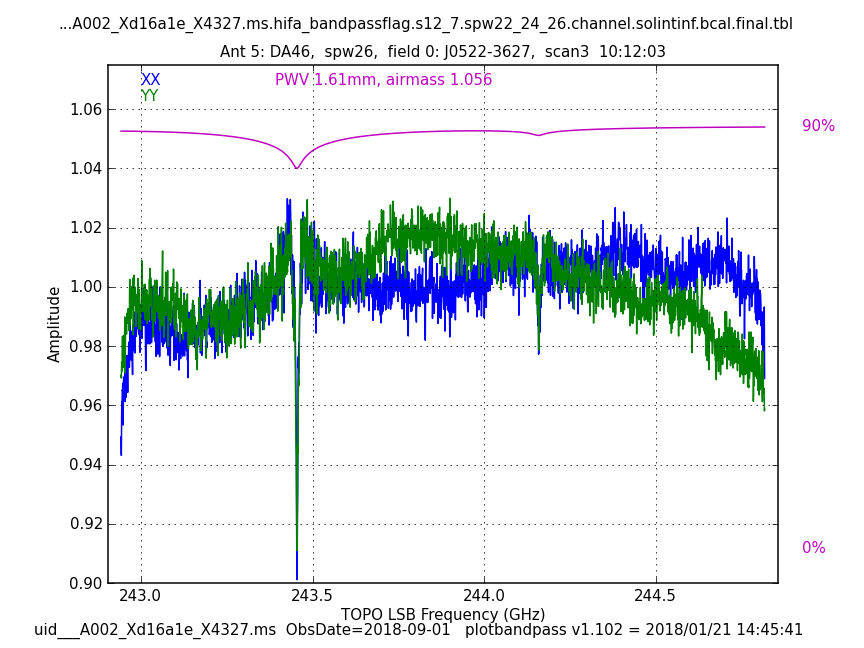 ...A002_Xd16a1e_X4327.ms.hifa_bandpassflag.s12_7.spw22_24_26.channel.solintinf.bcal.final.tbl
Ant 5: DA46,  spw26,  field 0: J0522-3627,  scan3  10:12:03
XX
PWV 1.61mm, airmass 1.056
YY
1.06
90%
1.04
1.02
1.00
Amplitude
0.98
0.96
0.94
0.92
0%
0.90
243.0
243.5
244.0
244.5
TOPO LSB Frequency (GHz)
uid___A002_Xd16a1e_X4327.ms  ObsDate=2018-09-01   plotbandpass v1.102 = 2018/01/21 14:45:41